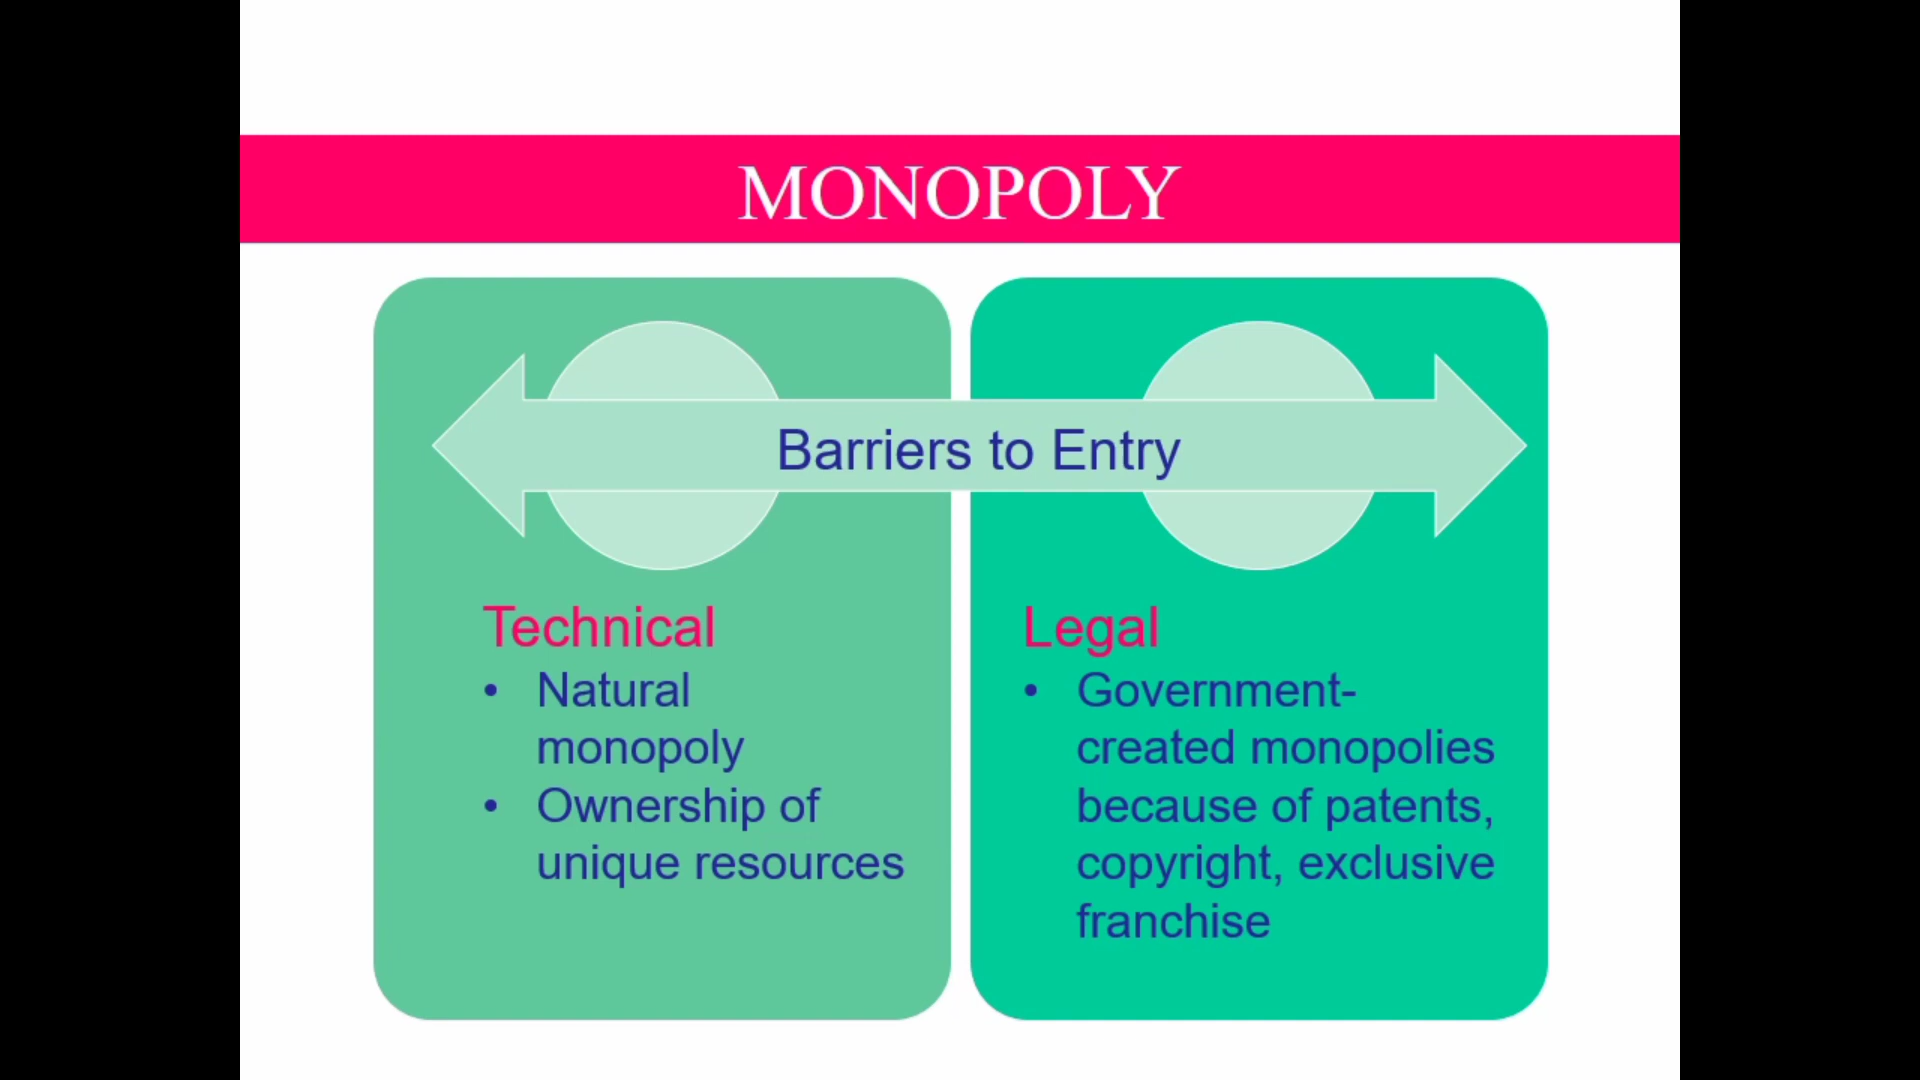 MONOPOLY
Barriers to Entry
Technical
• Natural
monopoly
• Ownership of
unique resources
Legal
• Government-
created monopolies
because of patents,
copyright, exclusive
franchise